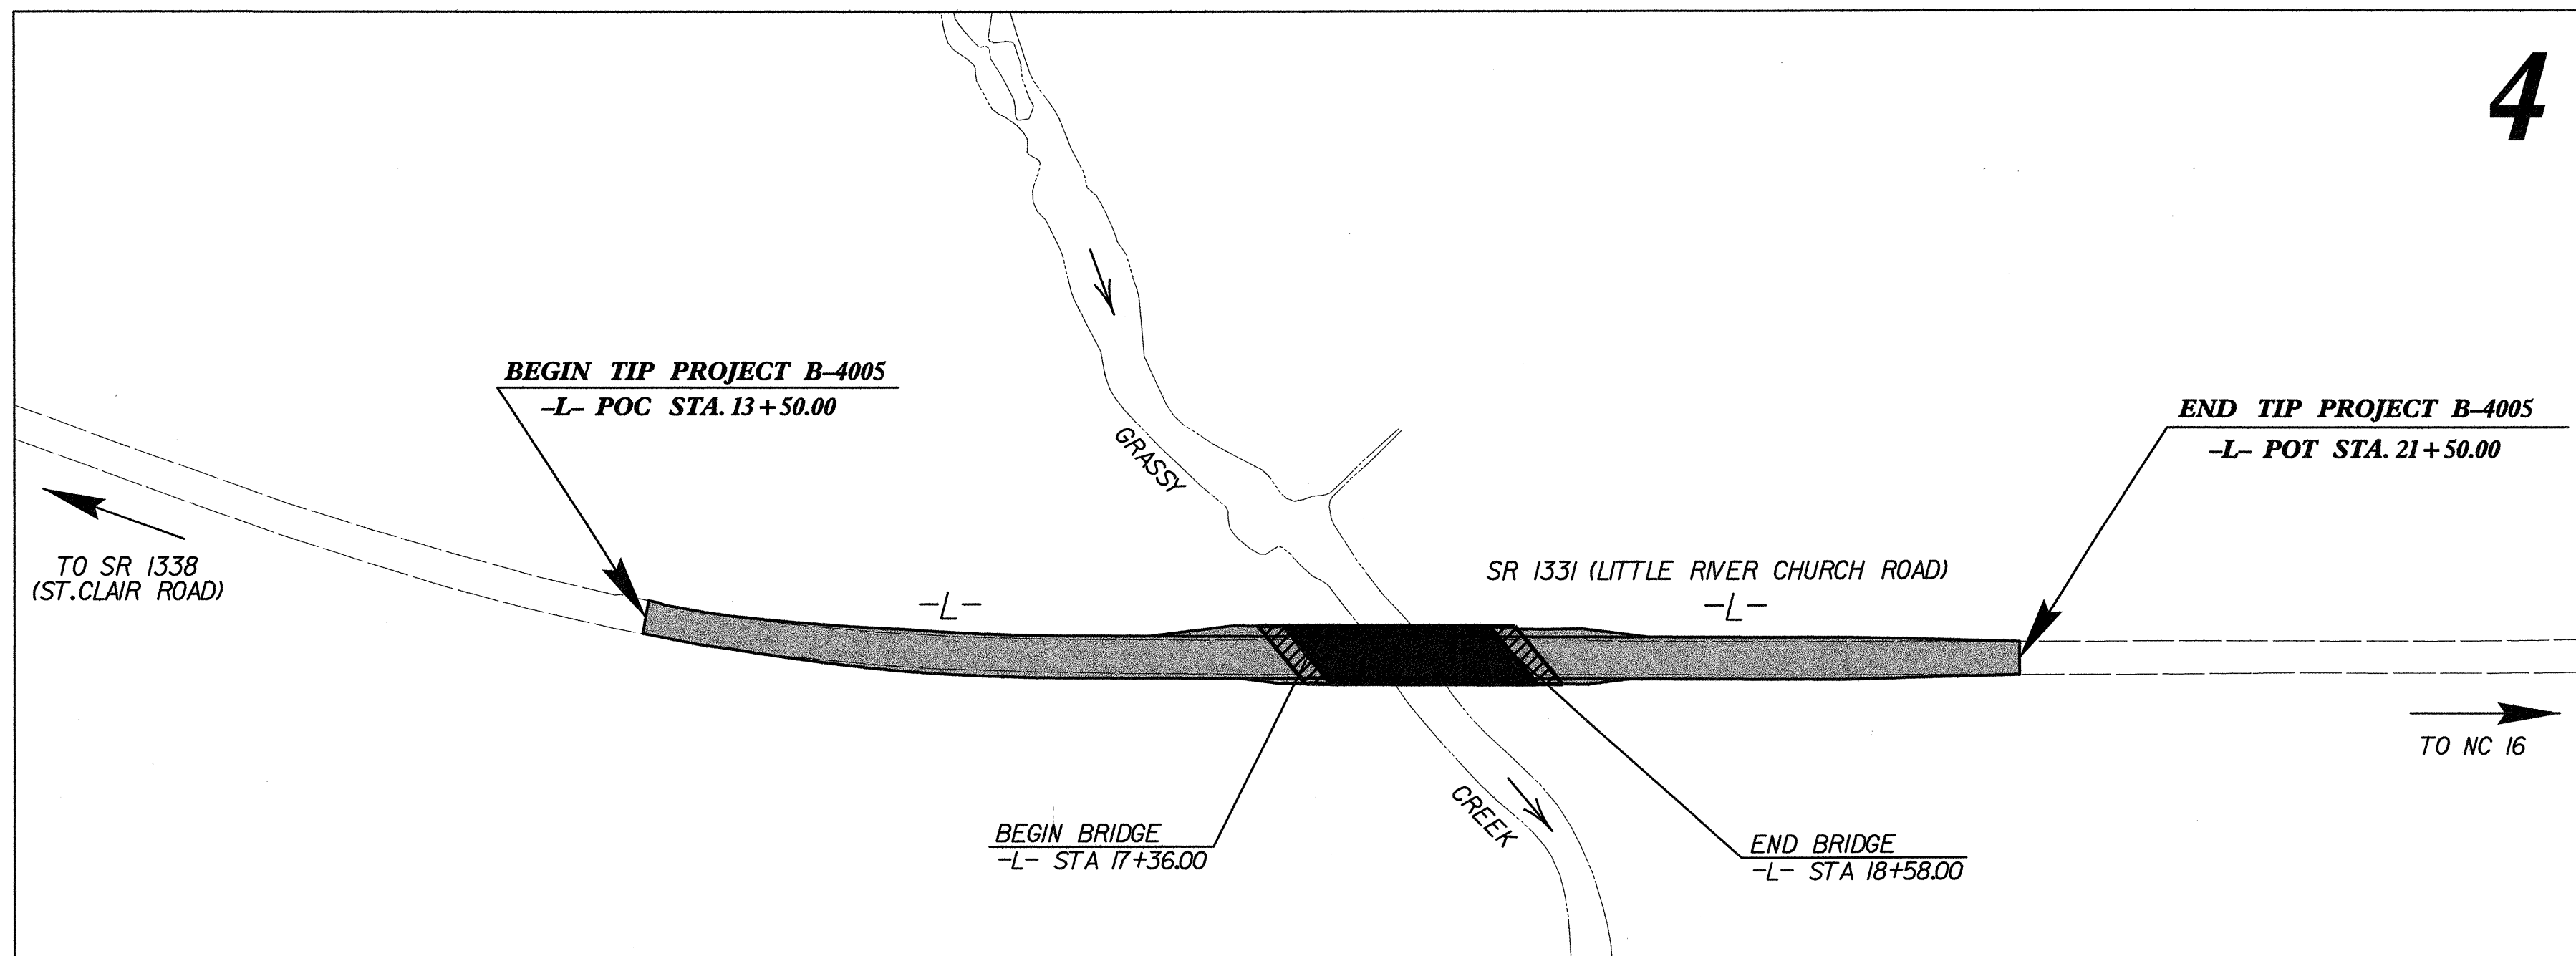 4
BEGIN TIP PROJECT B-4005
-L- POC STA. 13+50.00
END TIP PROJECT B-4005
-L- POT STA. 21+50.00
GRASSY
TO SR 1338
(ST.CLAIR ROAD)
SR 1331 (LITTLE RIVER CHURCH ROAD)
-L-
-L-
TO NC 16
CREEK
BEGIN BRIDGE
-L- STA 17+36.00
END BRIDGE
-L- STA 18+58.00